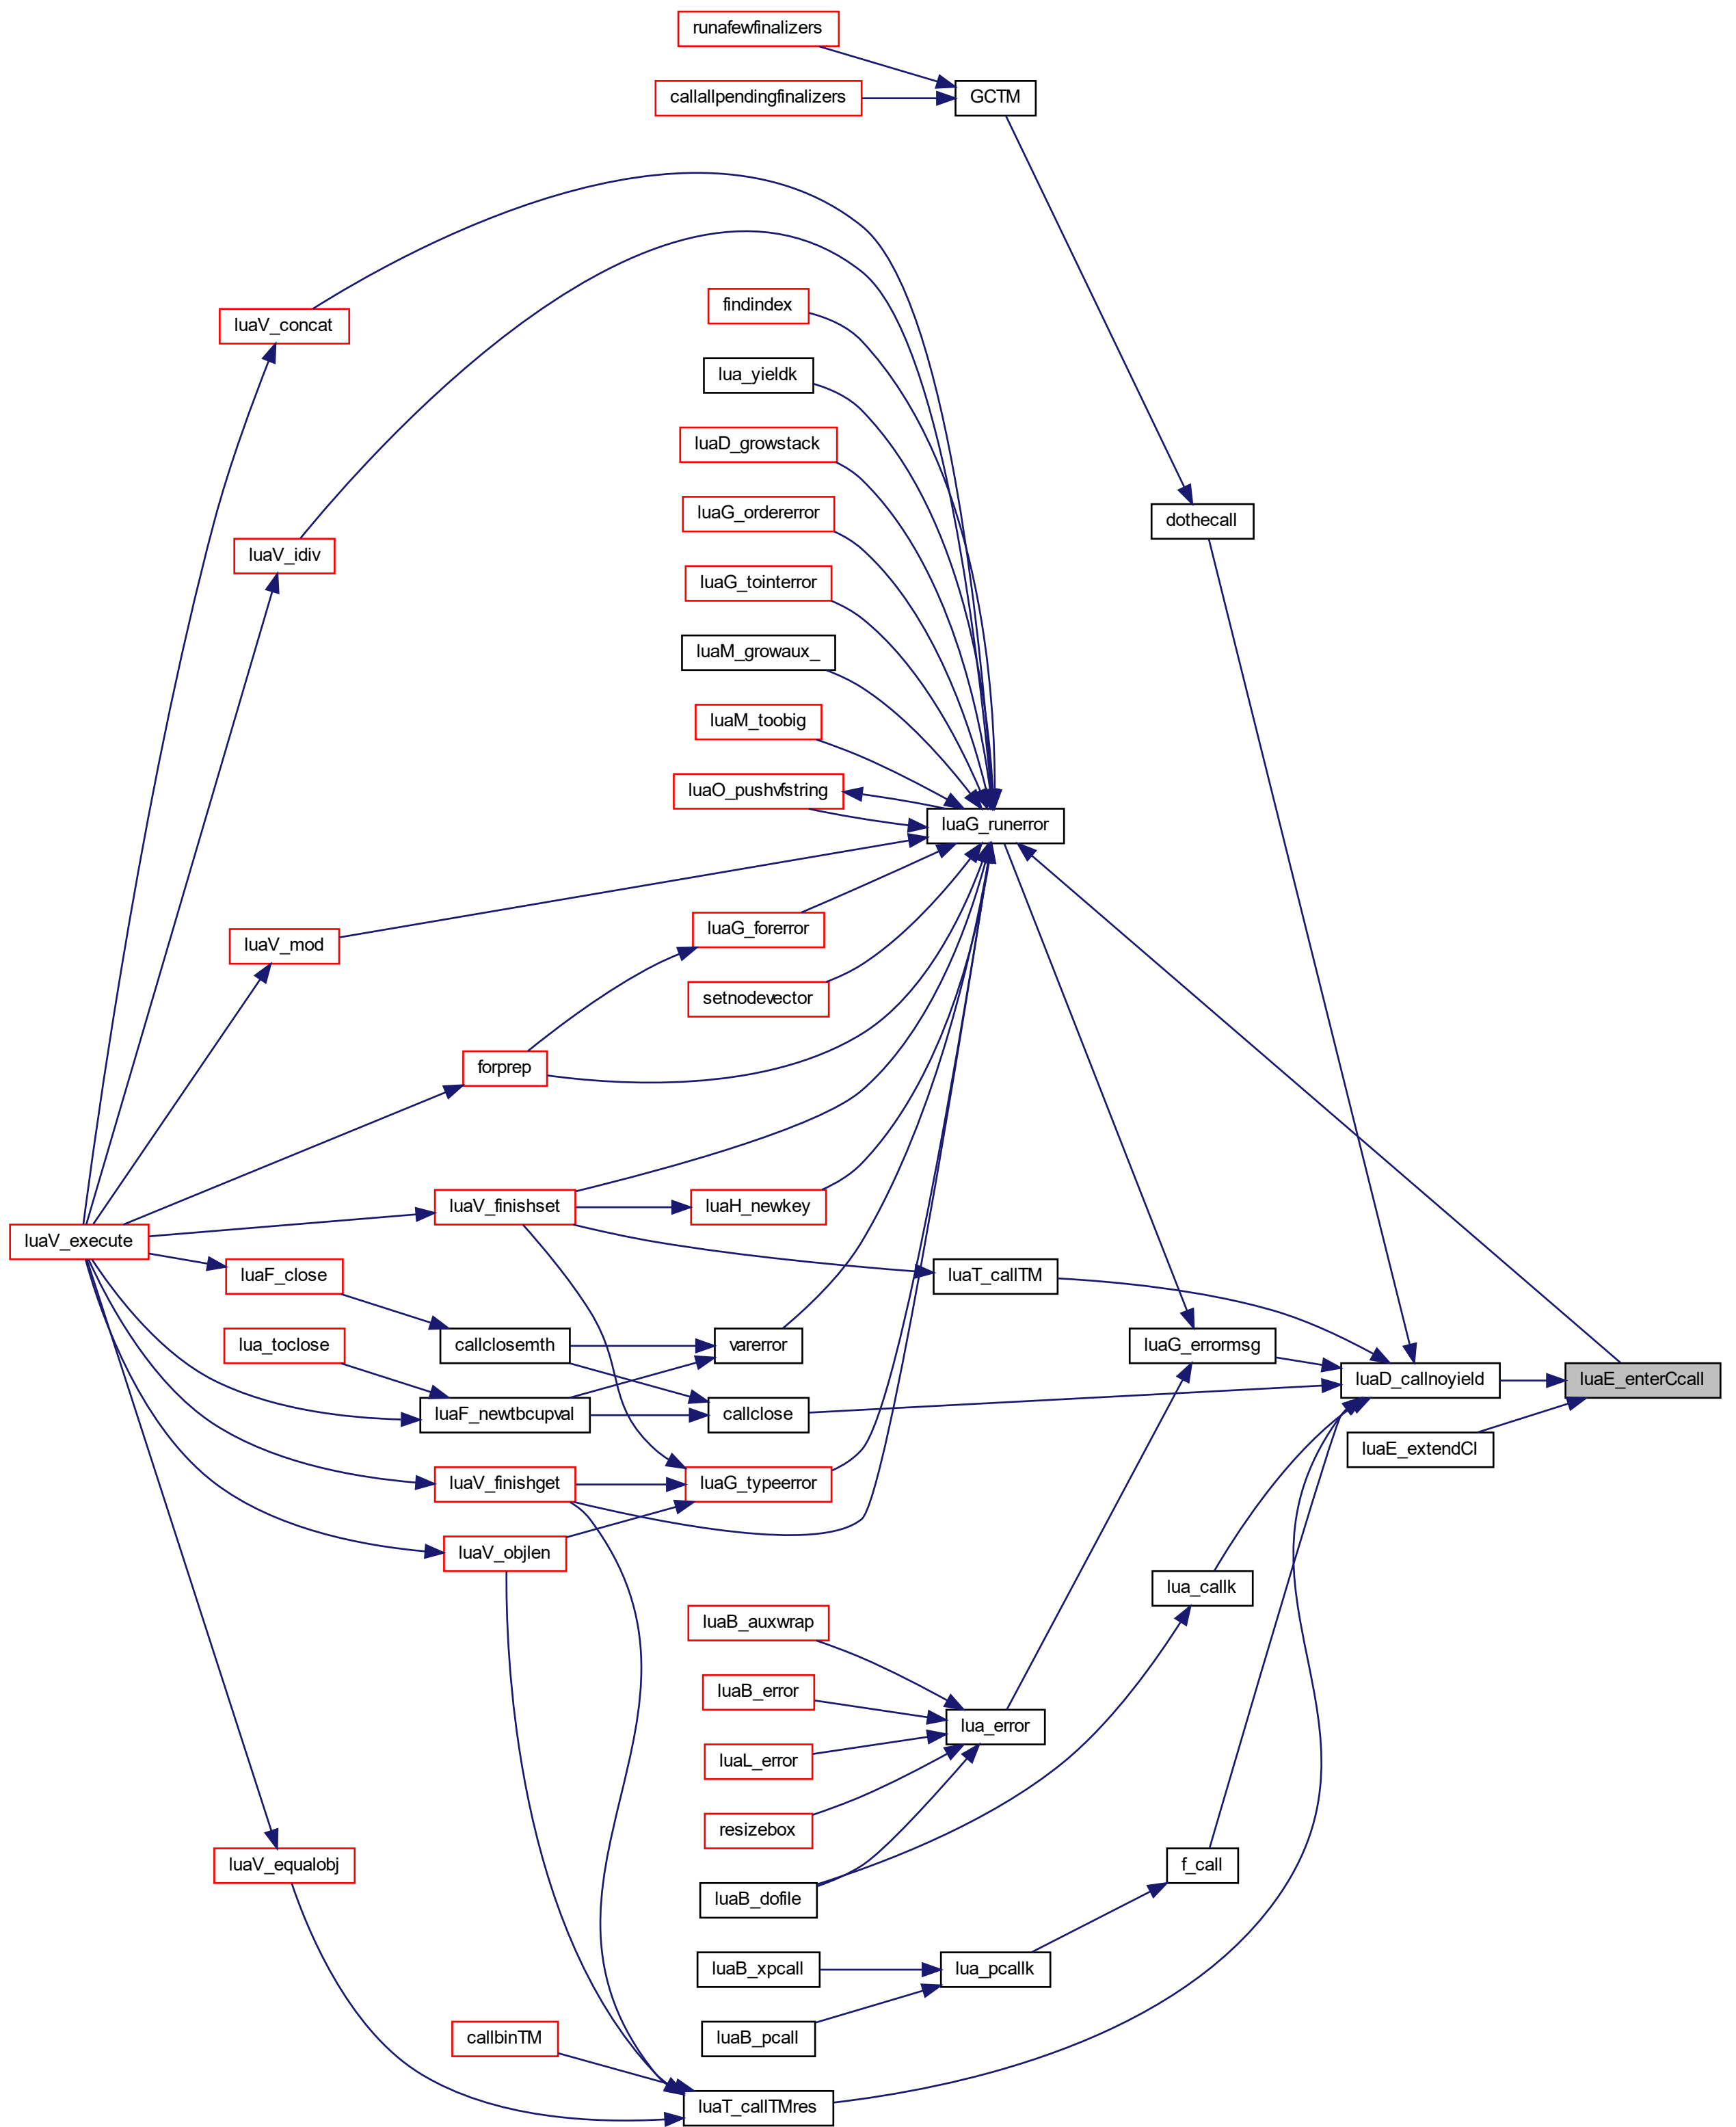 runafewfinalizers
callallpendingfinalizers
GCTM
luaV_concat
findindex
lua_yieldk
luaD_growstack
luaG_ordererror
dothecall
luaV_idiv
luaG_tointerror
luaM_growaux_
luaM_toobig
luaO_pushvfstring
luaG_runerror
luaG_forerror
luaV_mod
setnodevector
forprep
luaV_finishset
luaH_newkey
luaV_execute
luaF_close
luaT_callTM
lua_toclose
callclosemth
varerror
luaG_errormsg
luaD_callnoyield
luaE_enterCcall
luaF_newtbcupval
callclose
luaE_extendCI
luaV_finishget
luaG_typeerror
luaV_objlen
lua_callk
luaB_auxwrap
luaB_error
lua_error
luaL_error
resizebox
luaV_equalobj
f_call
luaB_dofile
luaB_xpcall
lua_pcallk
callbinTM
luaB_pcall
luaT_callTMres